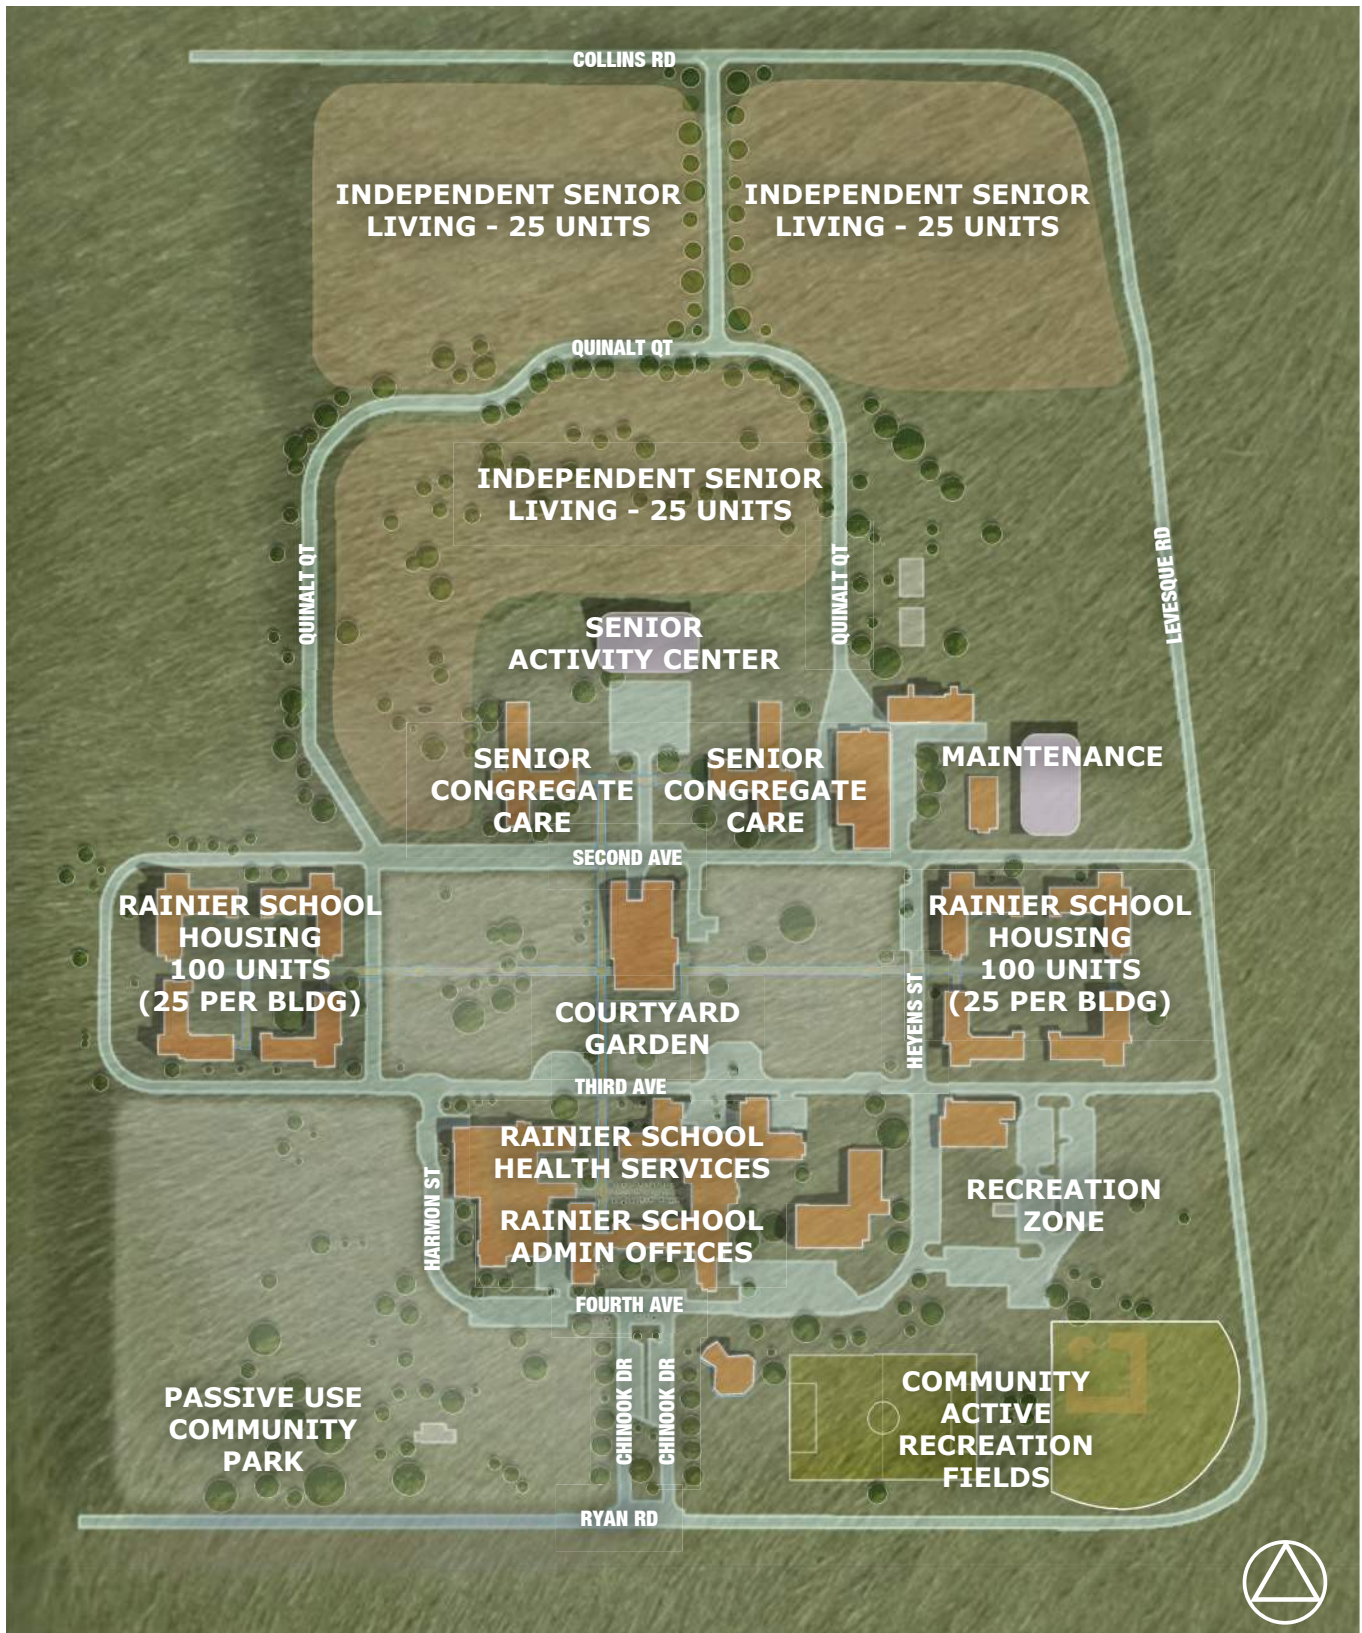 COLLINS RD
INDEPENDENT SENIOR
LIVING - 25 UNITS
INDEPENDENT SENIOR
LIVING - 25 UNITS
QUINALT QT
INDEPENDENT SENIOR
LIVING - 25 UNITS
QUINALT QT
QUINALT QT
LEVESQUE RD
SENIOR
ACTIVITY CENTER
SENIOR
CONGREGATE
CARE
SENIOR
CONGREGATE
CARE
MAINTENANCE
SECOND AVE
RAINIER SCHOOL
HOUSING
100 UNITS
(25 PER BLDG)
RAINIER SCHOOL
HOUSING
100 UNITS
(25 PER BLDG)
COURTYARD
GARDEN
HEYENS ST
THIRD AVE
RAINIER SCHOOL
HEALTH SERVICES
HARMON ST
RAINIER SCHOOL
ADMIN OFFICES
RECREATION
ZONE
FOURTH AVE
CHINOOK DR
CHINOOK DR
PASSIVE USE
COMMUNITY
PARK
COMMUNITY
ACTIVE
RECREATION
FIELDS
RYAN RD